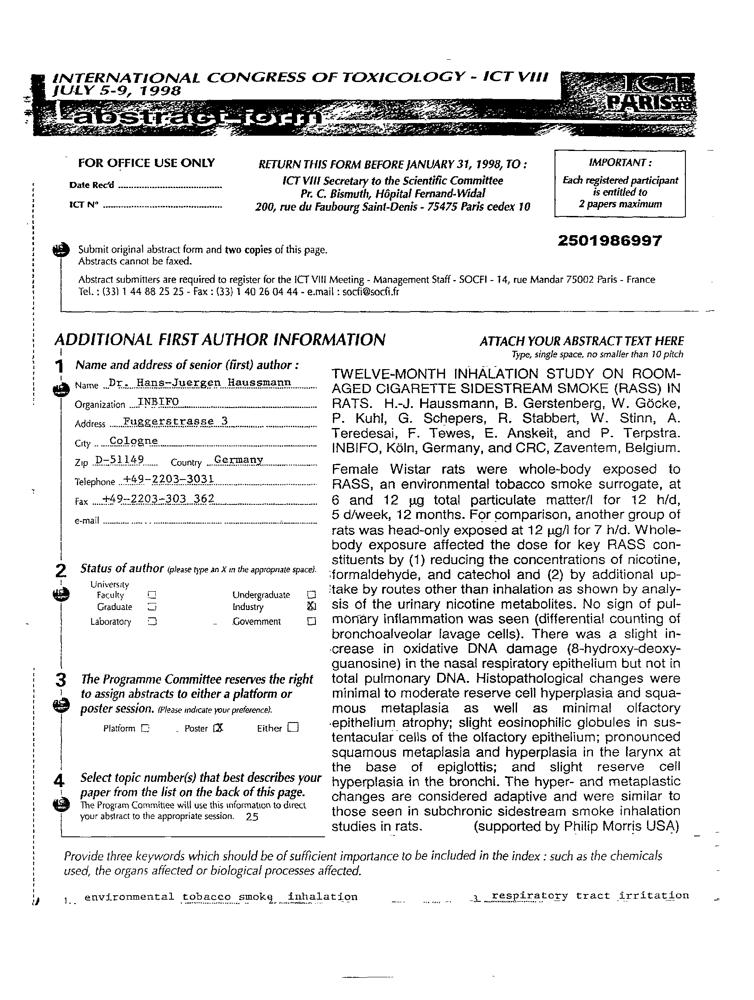 INTERNATIONAL CONGRESS OF TOXICOLOGY - ICT VIII
JULY 5-9, 1998
ICT
PARIS
abstract-form
FOR OFFICE USE ONLY
Date Rec'd
ICT N°
RETURN THIS FORM BEFORE JANUARY 31, 1998, TO :
ICT VIII Secretary to the Scientific Committee
Pr. C. Bismuth, Hôpital Fernand-Widal
200, rue du Faubourg Saint-Denis - 75475 Paris cedex 10
IMPORTANT :
Each registered participant
is entitled to
2 papers maximum
2501986997
Submit original abstract form and two copies of this page.
Abstracts cannot be faxed.
Abstract submitters are required to register for the ICT VIII Meeting - Management Staff - SOCFI - 14, rue Mandar 75002 Paris - France
Tel. : (33) 1 44 88 25 25 - Fax : (33) 1 40 26 04 44 - e.mail : socfi@socfi.fr
ADDITIONAL FIRST AUTHOR INFORMATION
1 Name and address of senior (first) author :
Name Dr. Hans-Juergen Haussmann
Organization INBIFO
Address Fuggerstrasse 3
City Cologne
Zip D-51149 Country Germany
Telephone +49-2203-3031
Fax +49-2203-303 362
e-mail
2 Status of author (please type an X in the appropriate space).
University
Faculty Undergraduate
Graduate Industry X
Laboratory Government
3 The Programme Committee reserves the right
to assign abstracts to either a platform or
poster session. (Please indicate your preference).
Platform Poster X Either
4 Select topic number(s) that best describes your
paper from the list on the back of this page.
The Program Committee will use this information to direct
your abstract to the appropriate session. 25
ATTACH YOUR ABSTRACT TEXT HERE
Type, single space, no smaller than 10 pitch
TWELVE-MONTH INHALATION STUDY ON ROOM-
AGED CIGARETTE SIDESTREAM SMOKE (RASS) IN
RATS. H.-J. Haussmann, B. Gerstenberg, W. Göcke,
P. Kuhl, G. Schepers, R. Stabbert, W. Stinn, A.
Teredesai, F. Tewes, E. Anskeit, and P. Terpstra.
INBIFO, Köln, Germany, and CRC, Zaventem, Belgium.
Female Wistar rats were whole-body exposed to
RASS, an environmental tobacco smoke surrogate, at
6 and 12 µg total particulate matter/l for 12 h/d,
5 d/week, 12 months. For comparison, another group of
rats was head-only exposed at 12 µg/l for 7 h/d. Whole-
body exposure affected the dose for key RASS con-
stituents by (1) reducing the concentrations of nicotine,
formaldehyde, and catechol and (2) by additional up-
take by routes other than inhalation as shown by analy-
sis of the urinary nicotine metabolites. No sign of pul-
monary inflammation was seen (differential counting of
bronchoalveolar lavage cells). There was a slight in-
crease in oxidative DNA damage (8-hydroxy-deoxy-
guanosine) in the nasal respiratory epithelium but not in
total pulmonary DNA. Histopathological changes were
minimal to moderate reserve cell hyperplasia and squa-
mous metaplasia as well as minimal olfactory
epithelium atrophy; slight eosinophilic globules in sus-
tentacular cells of the olfactory epithelium; pronounced
squamous metaplasia and hyperplasia in the larynx at
the base of epiglottis; and slight reserve cell
hyperplasia in the bronchi. The hyper- and metaplastic
changes are considered adaptive and were similar to
those seen in subchronic sidestream smoke inhalation
studies in rats. (supported by Philip Morris USA)
Provide three keywords which should be of sufficient importance to be included in the index : such as the chemicals
used, the organs affected or biological processes affected.
1. environmental tobacco smoke inhalation 3 respiratory tract irritation